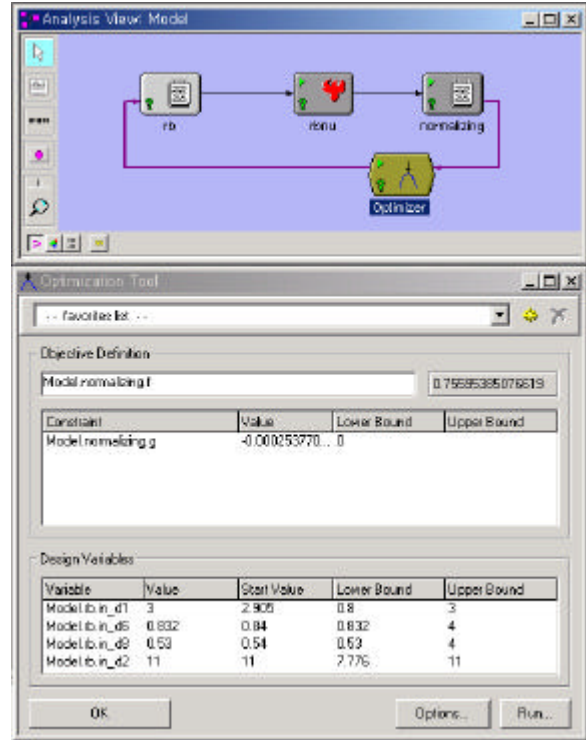 Analysis View: Model
rb
normalizing
Optimizer
Optimization Tool
-- favorites list --
Objective Definition
Model.normalizing.f 0.75595385076619
Constraint Value Lower Bound Upper Bound
Model.normalizing.g -0.000253770... 0
Design Variables
Variable Value Start Value Lower Bound Upper Bound
Model.rb.in_d1 3 2.905 0.8 3
Model.rb.in_d6 0.832 0.84 0.832 4
Model.rb.in_d9 0.53 0.54 0.53 4
Model.rb.in_d2 11 11 7.776 11
OK Options... Run...